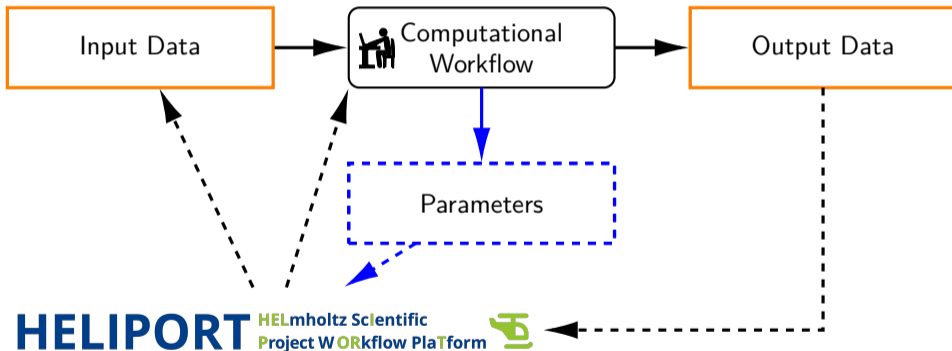 Input Data
Computational
Workflow
Output Data
Parameters
HELIPORT
HELmholtz ScIentific
Project WORkflow PlaTform